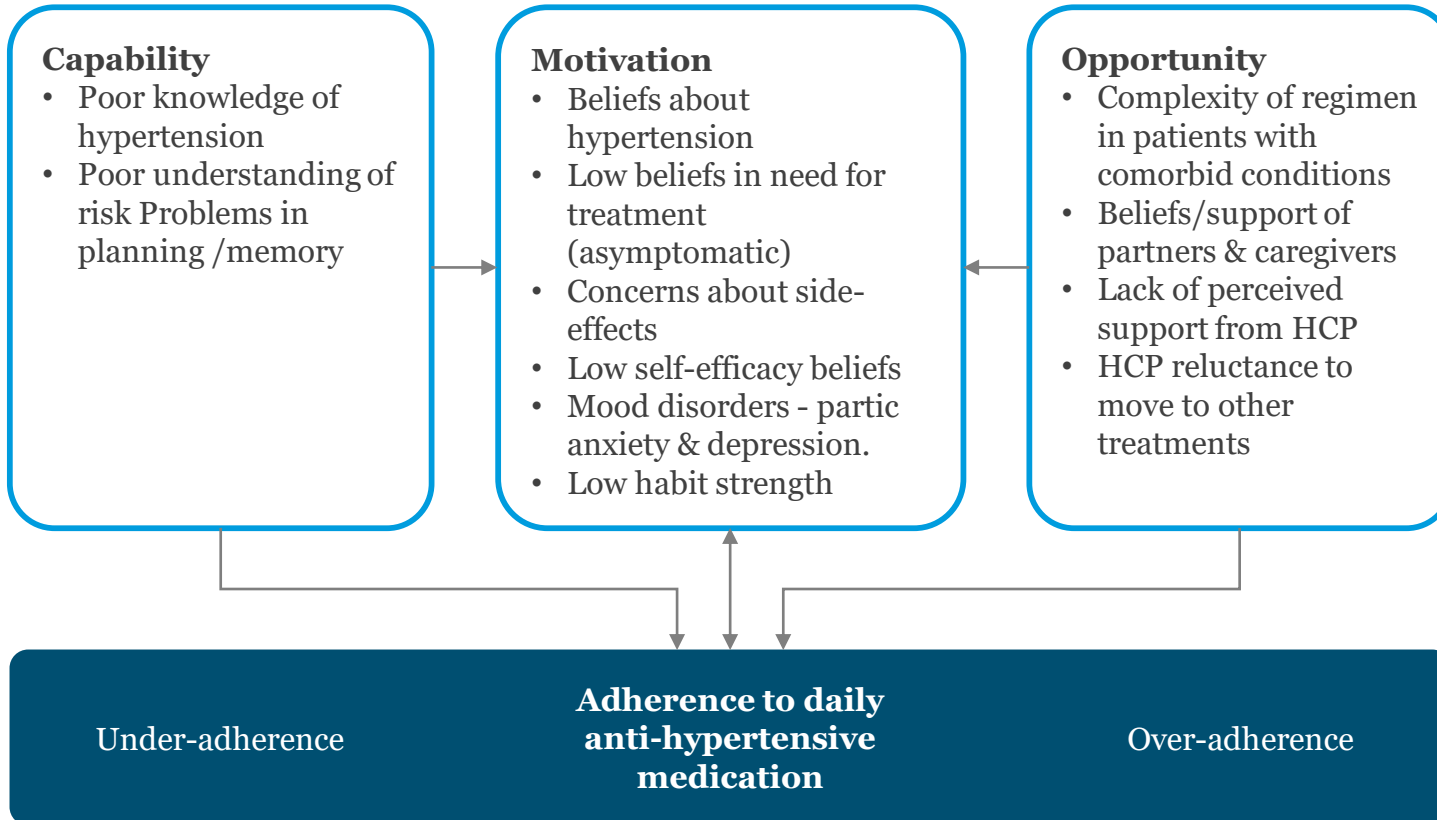 Capability
• Poor knowledge of
hypertension
• Poor understanding of
risk Problems in
planning /memory
Motivation
• Beliefs about
hypertension
• Low beliefs in need for
treatment
(asymptomatic)
• Concerns about side-
effects
• Low self-efficacy beliefs
• Mood disorders - partic
anxiety & depression.
• Low habit strength
Opportunity
• Complexity of regimen
in patients with
comorbid conditions
• Beliefs/support of
partners & caregivers
• Lack of perceived
support from HCP
• HCP reluctance to
move to other
treatments
Under-adherence
Adherence to daily
anti-hypertensive
medication
Over-adherence